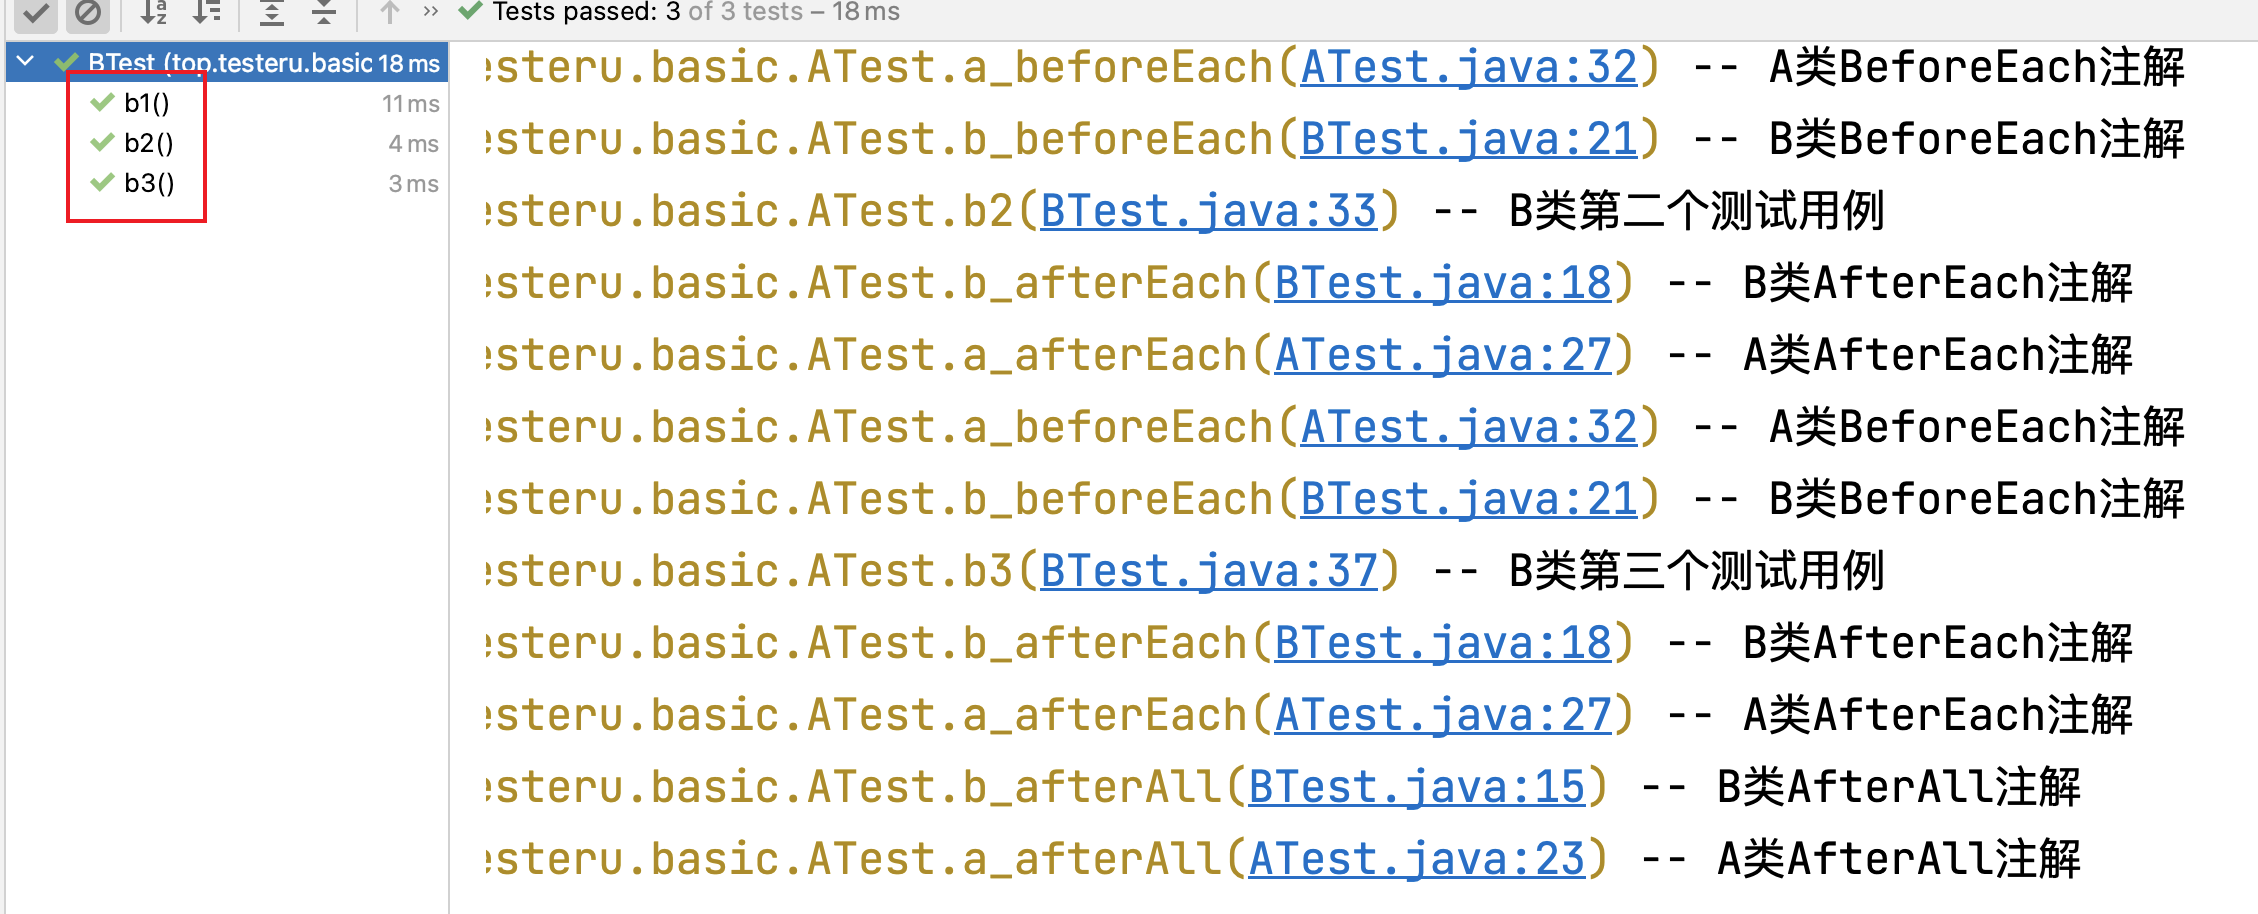 Tests passed: 3 of 3 tests – 18 ms
BTest (top.testeru.basic 18 ms
b1() 11 ms
b2() 4 ms
b3() 3 ms
esteru.basic.ATest.a_beforeEach(ATest.java:32) -- A类BeforeEach注解
esteru.basic.ATest.b_beforeEach(BTest.java:21) -- B类BeforeEach注解
esteru.basic.ATest.b2(BTest.java:33) -- B类第二个测试用例
esteru.basic.ATest.b_afterEach(BTest.java:18) -- B类AfterEach注解
esteru.basic.ATest.a_afterEach(ATest.java:27) -- A类AfterEach注解
esteru.basic.ATest.a_beforeEach(ATest.java:32) -- A类BeforeEach注解
esteru.basic.ATest.b_beforeEach(BTest.java:21) -- B类BeforeEach注解
esteru.basic.ATest.b3(BTest.java:37) -- B类第三个测试用例
esteru.basic.ATest.b_afterEach(BTest.java:18) -- B类AfterEach注解
esteru.basic.ATest.a_afterEach(ATest.java:27) -- A类AfterEach注解
esteru.basic.ATest.b_afterAll(BTest.java:15) -- B类AfterAll注解
esteru.basic.ATest.a_afterAll(ATest.java:23) -- A类AfterAll注解